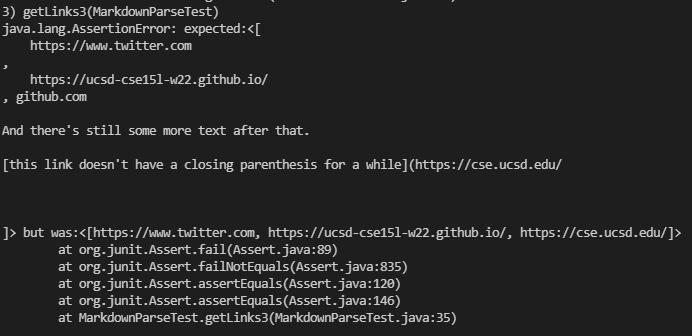 3) getLinks3(MarkdownParseTest)
java.lang.AssertionError: expected:<[
    https://www.twitter.com
,
    https://ucsd-cse15l-w22.github.io/
, github.com
And there's still some more text after that.
[this link doesn't have a closing parenthesis for a while](https://cse.ucsd.edu/
]> but was:<[https://www.twitter.com, https://ucsd-cse15l-w22.github.io/, https://cse.ucsd.edu/]>
        at org.junit.Assert.fail(Assert.java:89)
        at org.junit.Assert.failNotEquals(Assert.java:835)
        at org.junit.Assert.assertEquals(Assert.java:120)
        at org.junit.Assert.assertEquals(Assert.java:146)
        at MarkdownParseTest.getLinks3(MarkdownParseTest.java:35)